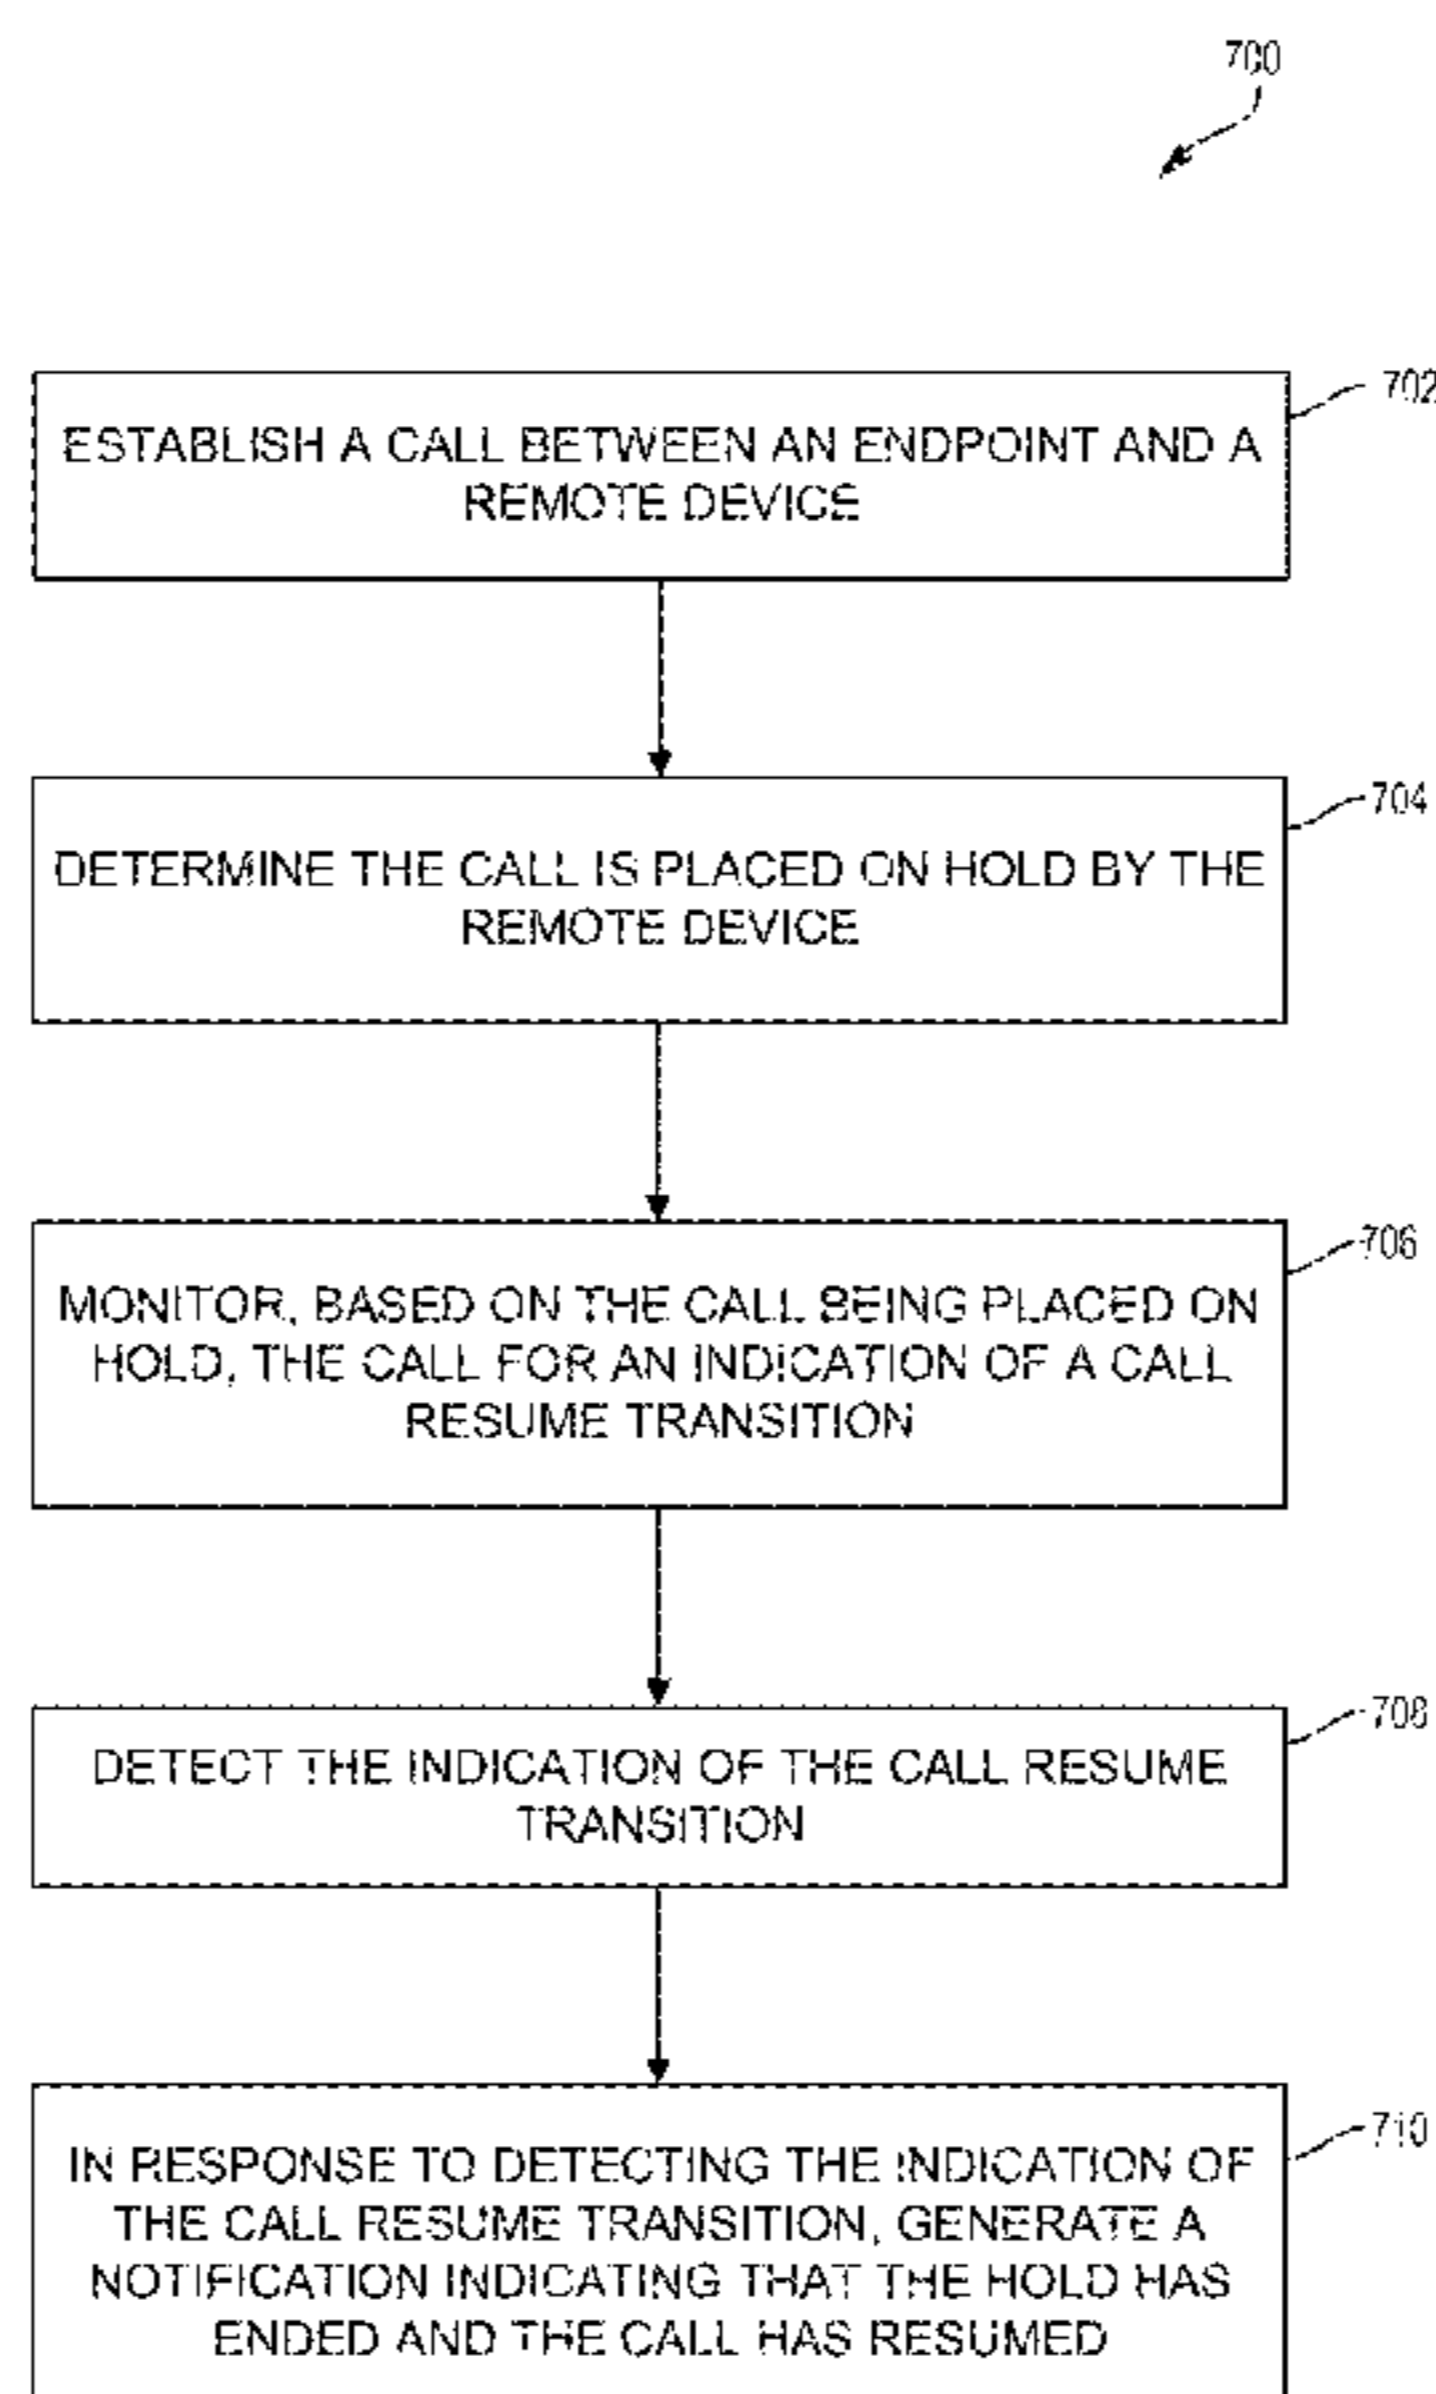 700
702
ESTABLISH A CALL BETWEEN AN ENDPOINT AND A
REMOTE DEVICE
704
DETERMINE THE CALL IS PLACED ON HOLD BY THE
REMOTE DEVICE
706
MONITOR, BASED ON THE CALL BEING PLACED ON
HOLD, THE CALL FOR AN INDICATION OF A CALL
RESUME TRANSITION
708
DETECT THE INDICATION OF THE CALL RESUME
TRANSITION
710
IN RESPONSE TO DETECTING THE INDICATION OF
THE CALL RESUME TRANSITION, GENERATE A
NOTIFICATION INDICATING THAT THE HOLD HAS
ENDED AND THE CALL HAS RESUMED